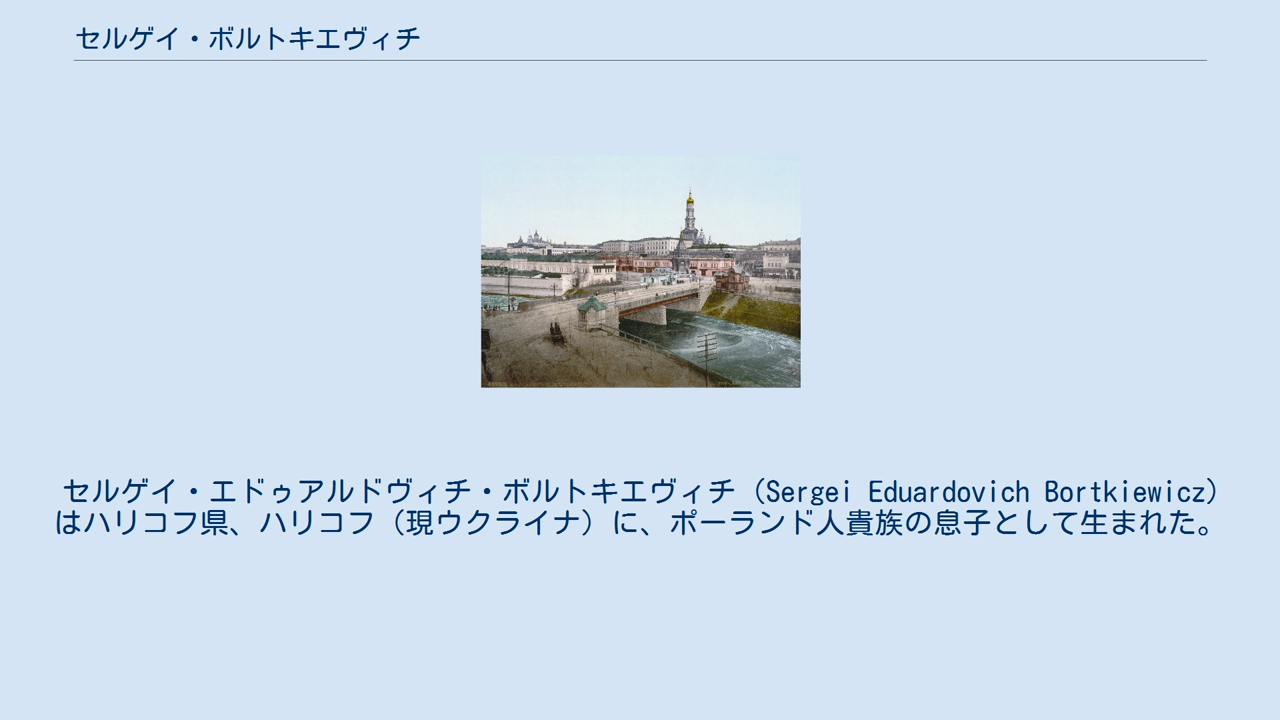 セルゲイ・ボルトキエヴィチ
セルゲイ・エドゥアルドヴィチ・ボルトキエヴィチ（Sergei Eduardovich Bortkiewicz）
はハリコフ県、ハリコフ（現ウクライナ）に、ポーランド人貴族の息子として生まれた。